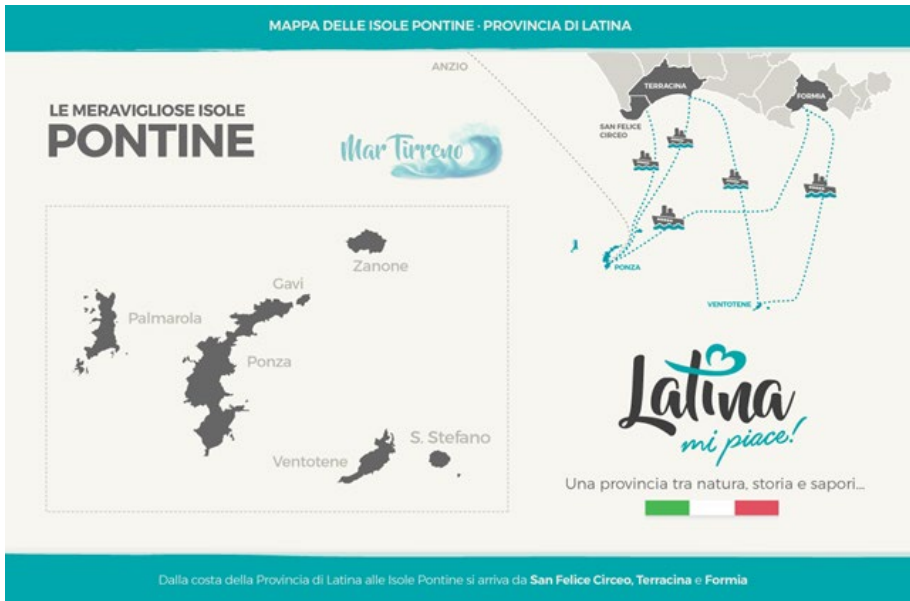 MAPPA DELLE ISOLE PONTINE · PROVINCIA DI LATINA
LE MERAVIGLIOSE ISOLE
PONTINE
Mar Tirreno
ANZIO
TERRACINA
FORMIA
SAN FELICE
CIRCEO
PONZA
VENTOTENE
Zanone
Gavi
Palmarola
Ponza
S. Stefano
Ventotene
Latina
mi piace!
Una provincia tra natura, storia e sapori...
Dalla costa della Provincia di Latina alle Isole Pontine si arriva da San Felice Circeo, Terracina e Formia